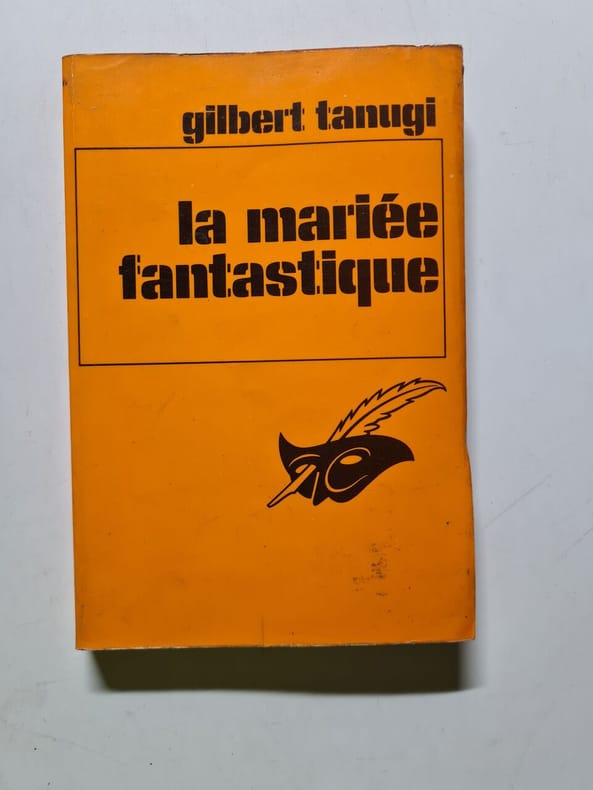 gilbert tanugi
la mariée
fantastique